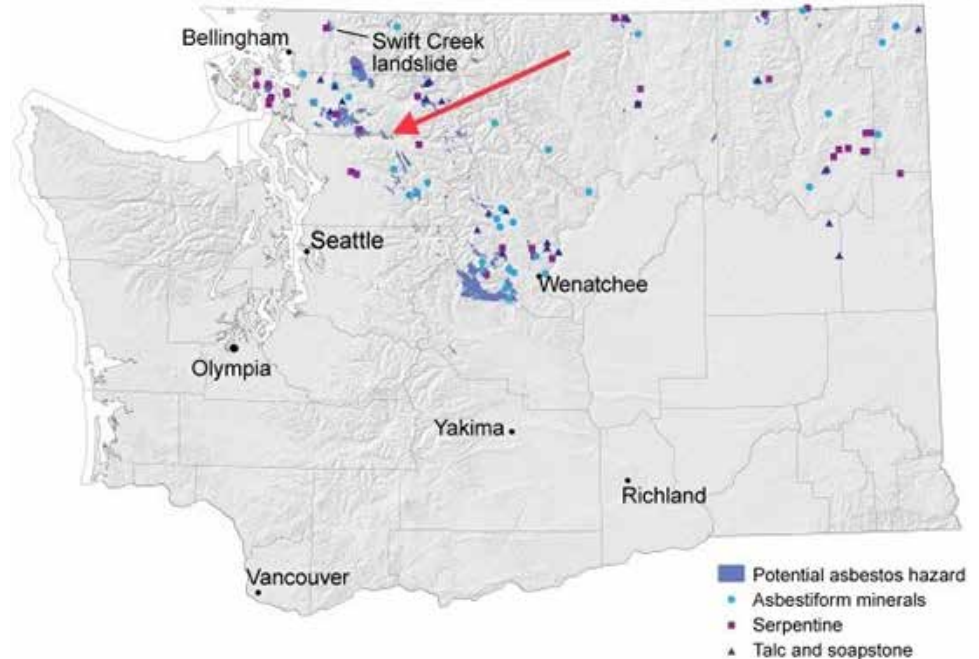 Bellingham
Swift Creek
landslide
Seattle
Wenatchee
Olympia
Yakima
Richland
Vancouver
Potential asbestos hazard
Asbestiform minerals
Serpentine
Talc and soapstone